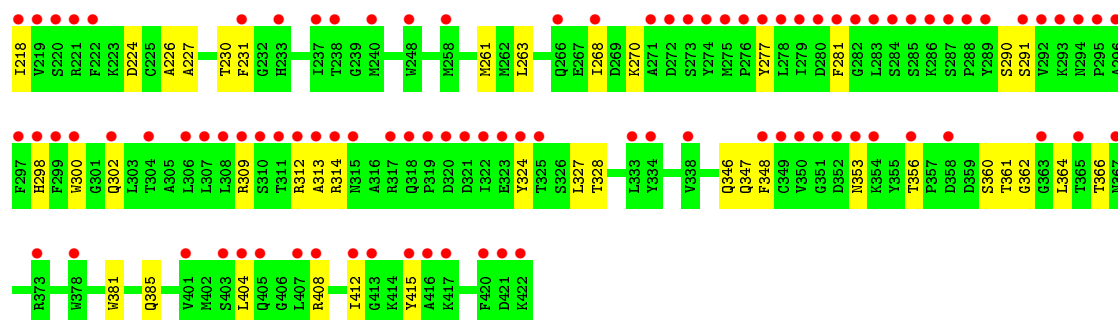 I218 V219 S220 R221 F222 K223 D224 C225 A226 A227 T230 F231 G232 H233 I237 T238 G239 M240 W248 M258 M261 M262 L263 Q266 E267 I268 D269 K270 A271 D272 S273 Y274 M275 P276 Y277 L278 I279 D280 F281 G282 L283 S284 S285 K286 S287 P288 Y289 S290 S291 V292 K293 N294 P295 A296
F297 H298 F299 W300 G301 Q302 L303 T304 A305 L306 L307 L308 R309 S310 T311 R312 A313 R314 N315 A316 R317 Q318 P319 D320 D321 I322 E323 Y324 T325 S326 L327 T328 L333 Y334 V338 Q346 Q347 F348 C349 V350 G351 D352 N353 K354 Y355 T356 P357 D358 D359 S360 T361 G362 G363 L364 T365 T366 N367
R373 W378 W381 Q385 V401 M402 S403 L404 Q405 G406 L407 R408 I412 G413 K414 Y415 A416 K417 F420 D421 K422